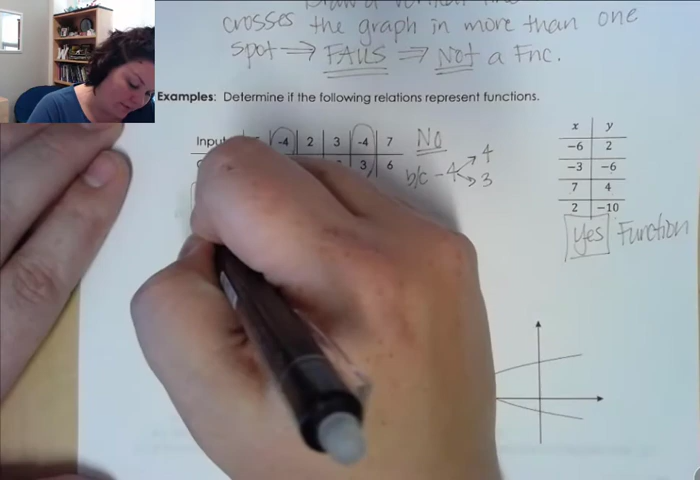 crosses the graph in more than one
spot ⇒ FAILS ⇒ Not a Fnc.
Examples: Determine if the following relations represent functions.
Input -4 2 3 -4 7
3 6
No
b/c -4 → 4
→ 3
x y
-6 2
-3 -6
7 4
2 -10
Yes Function